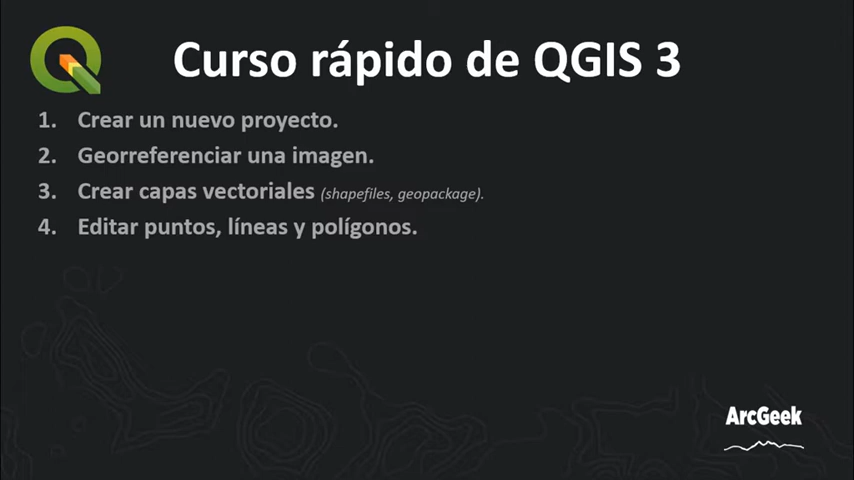 Curso rápido de QGIS 3
1. Crear un nuevo proyecto.
2. Georreferenciar una imagen.
3. Crear capas vectoriales (shapefiles, geopackage).
4. Editar puntos, líneas y polígonos.
ArcGeek